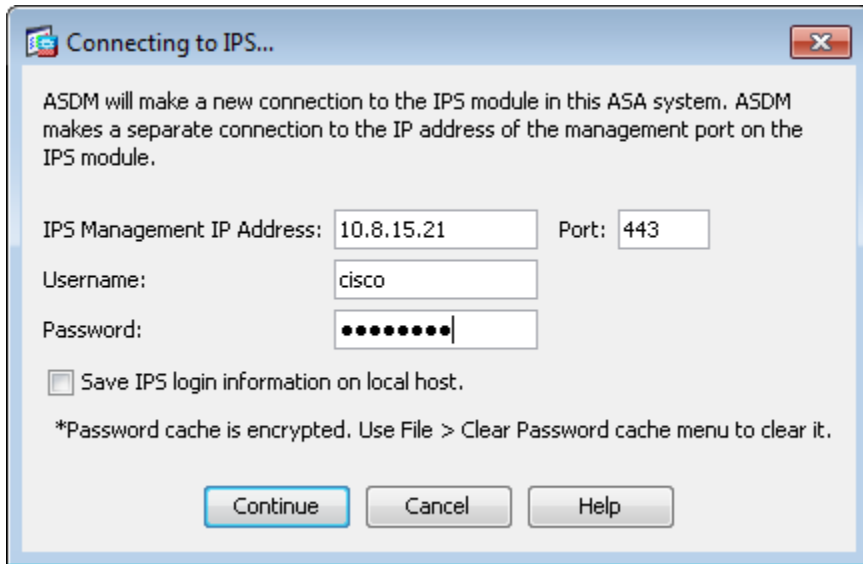 Connecting to IPS...
ASDM will make a new connection to the IPS module in this ASA system. ASDM
makes a separate connection to the IP address of the management port on the
IPS module.
IPS Management IP Address: 10.8.15.21 Port: 443
Username: cisco
Password: ●●●●●●●●
Save IPS login information on local host.
*Password cache is encrypted. Use File > Clear Password cache menu to clear it.
Continue Cancel Help